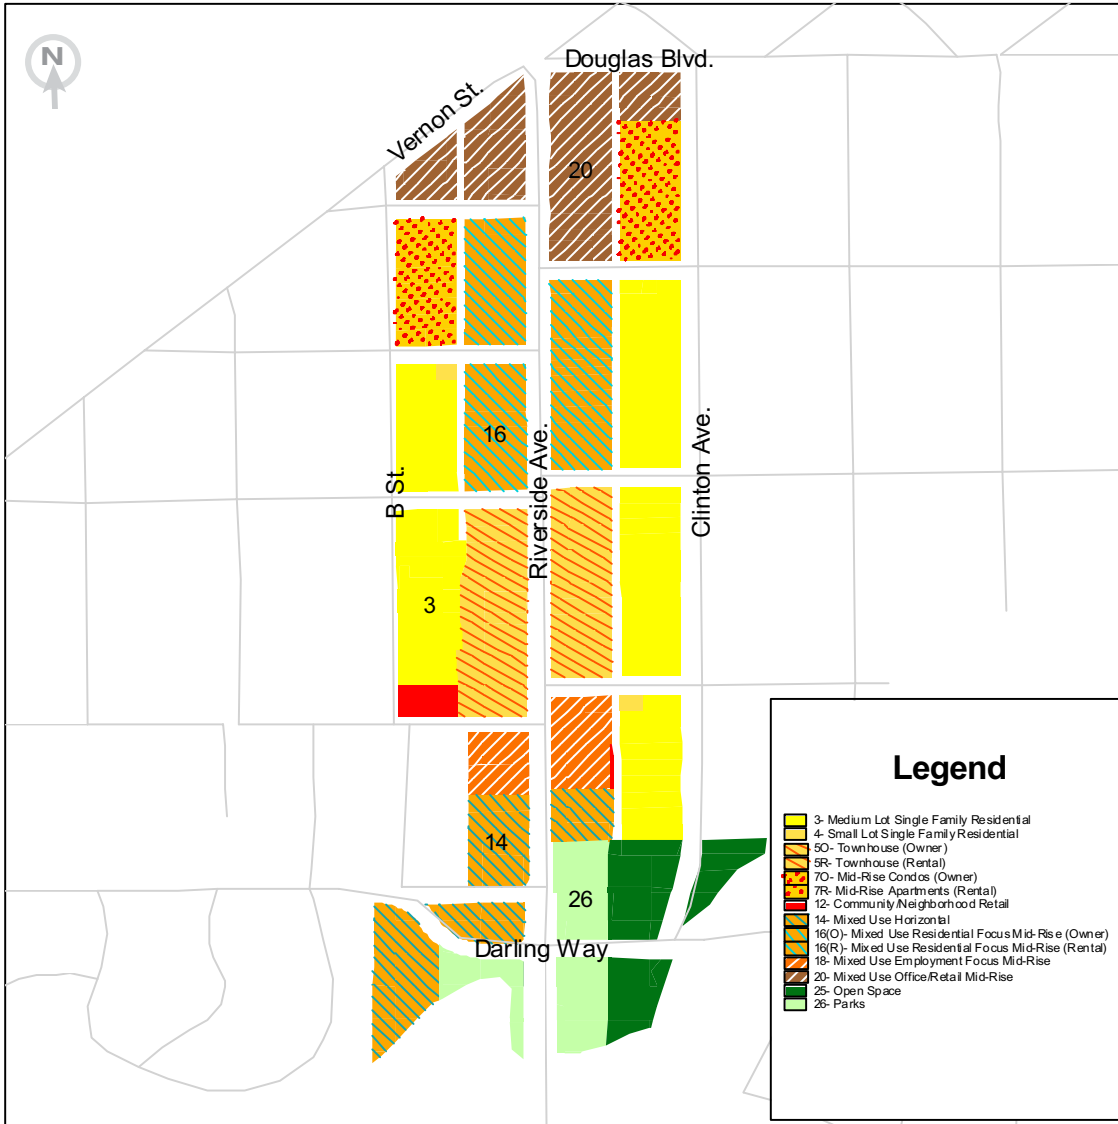 N
Douglas Blvd.
Vernon St.
20
16
B St.
Riverside Ave.
Clinton Ave.
3
14
26
Darling Way
Legend
3- Medium Lot Single Family Residential
4- Small Lot Single Family Residential
5O- Townhouse (Owner)
5R- Townhouse (Rental)
7O- Mid-Rise Condos (Owner)
7R- Mid-Rise Apartments (Rental)
12- Community/Neighborhood Retail
14- Mixed Use Horizontal
16(O)- Mixed Use Residential Focus Mid-Rise (Owner)
16(R)- Mixed Use Residential Focus Mid-Rise (Rental)
18- Mixed Use Employment Focus Mid-Rise
20- Mixed Use Office/Retail Mid-Rise
25- Open Space
26- Parks